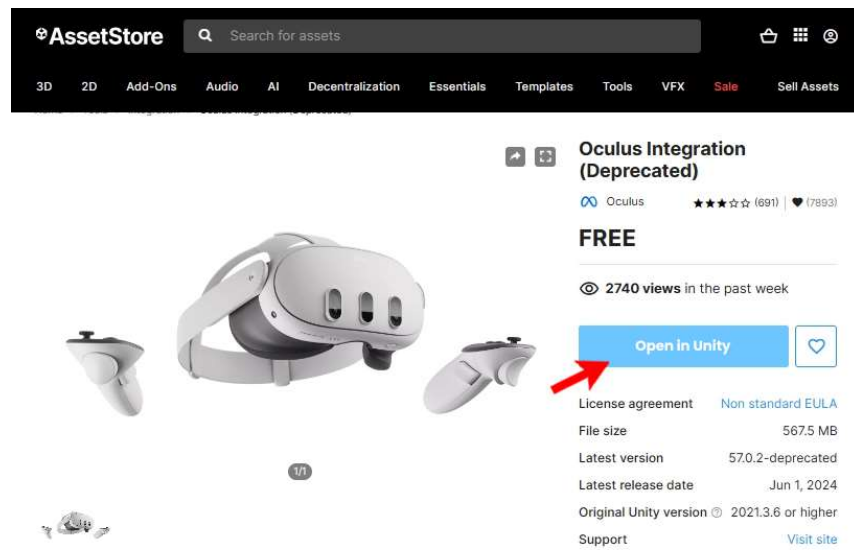 AssetStore
Search for assets
3D 2D Add-Ons Audio AI Decentralization Essentials Templates Tools VFX Sale Sell Assets
Oculus Integration
(Deprecated)
Oculus ★★★☆☆ (691) | ♥ (7893)
FREE
2740 views in the past week
Open in Unity
License agreement Non standard EULA
File size 567.5 MB
Latest version 57.0.2-deprecated
Latest release date Jun 1, 2024
1/1
Original Unity version 2021.3.6 or higher
Support Visit site